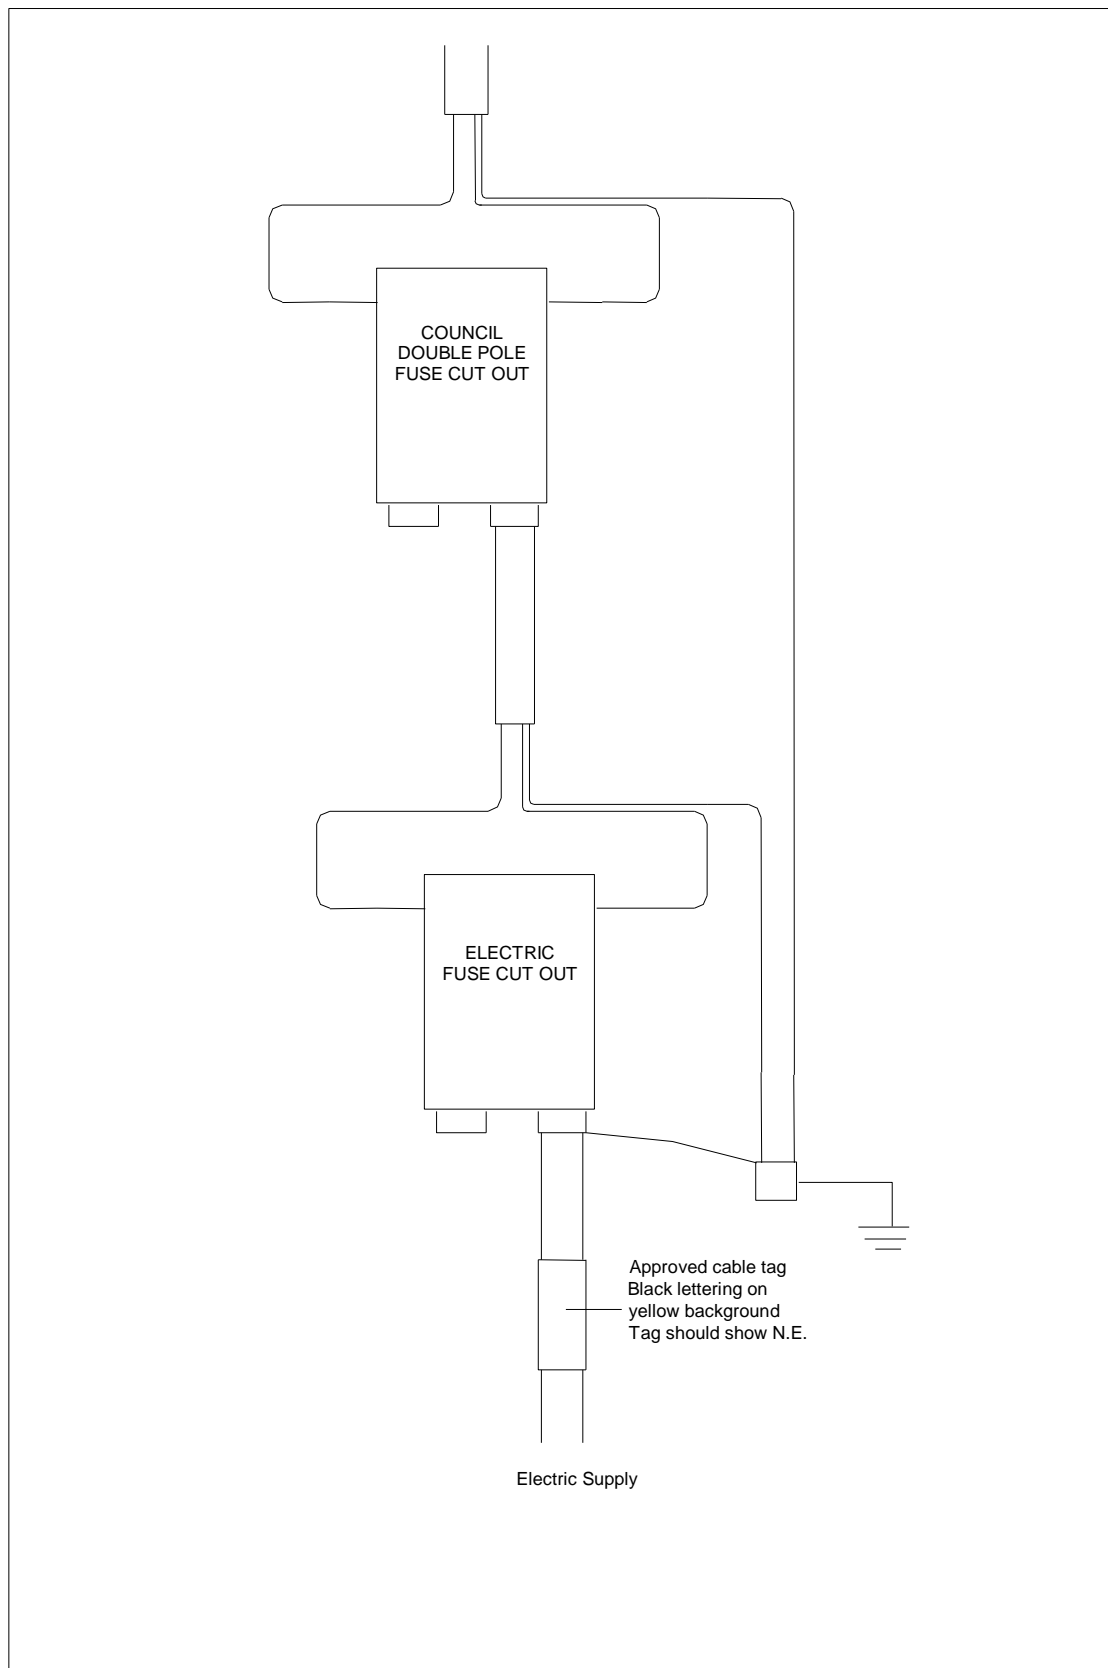 COUNCIL
DOUBLE POLE
FUSE CUT OUT
ELECTRIC
FUSE CUT OUT
Approved cable tag
Black lettering on
yellow background
Tag should show N.E.
Electric Supply